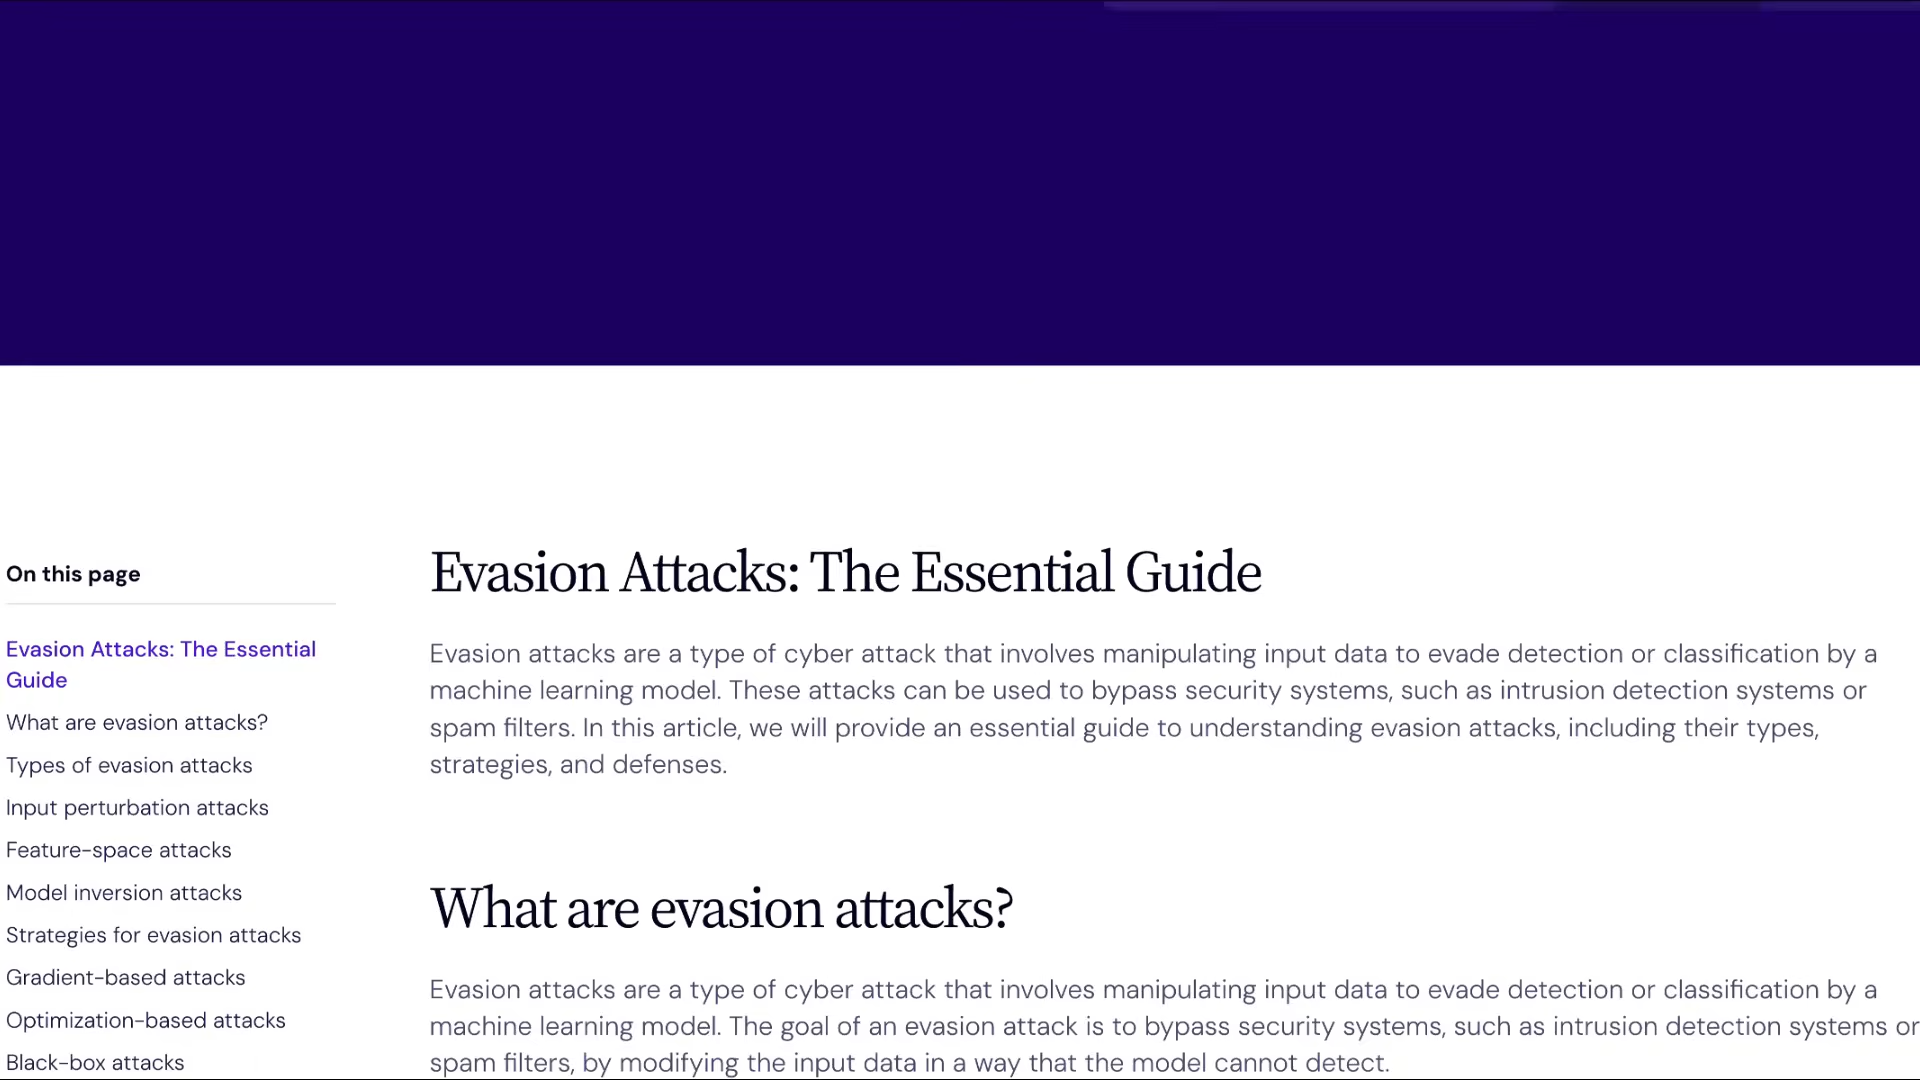 On this page
Evasion Attacks: The Essential
Guide
What are evasion attacks?
Types of evasion attacks
Input perturbation attacks
Feature-space attacks
Model inversion attacks
Strategies for evasion attacks
Gradient-based attacks
Optimization-based attacks
Black-box attacks
Evasion Attacks: The Essential Guide
Evasion attacks are a type of cyber attack that involves manipulating input data to evade detection or classification by a
machine learning model. These attacks can be used to bypass security systems, such as intrusion detection systems or
spam filters. In this article, we will provide an essential guide to understanding evasion attacks, including their types,
strategies, and defenses.
What are evasion attacks?
Evasion attacks are a type of cyber attack that involves manipulating input data to evade detection or classification by a
machine learning model. The goal of an evasion attack is to bypass security systems, such as intrusion detection systems or
spam filters, by modifying the input data in a way that the model cannot detect.